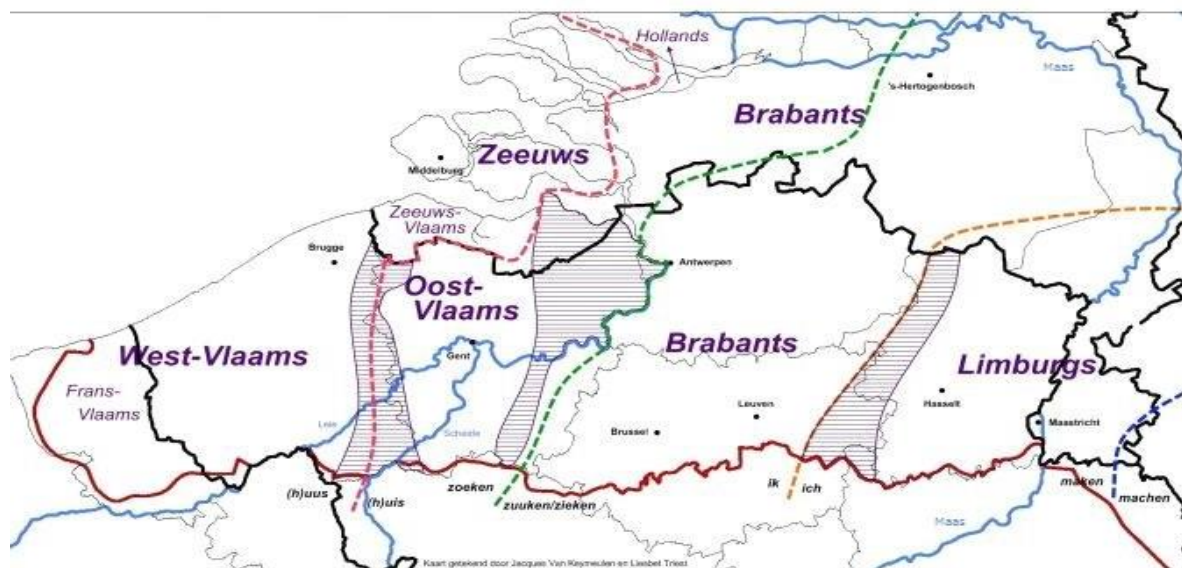 Hollands
Maas
's-Hertogenbosch
Brabants
Zeeuws
Middelburg
Zeeuws-
Vlaams
Brugge
Antwerpen
Oost-
Vlaams
West-Vlaams
Gent
Brabants
Limburgs
Frans-
Vlaams
Hasselt
Leuven
Leie
Schelde
Brussel
Maastricht
(h)uus
(h)uis
zoeken
zuuken/zieken
ik
ich
maken
machen
Maas
Kaart getekend door Jacques Van Keymeulen en Liesbet Triest